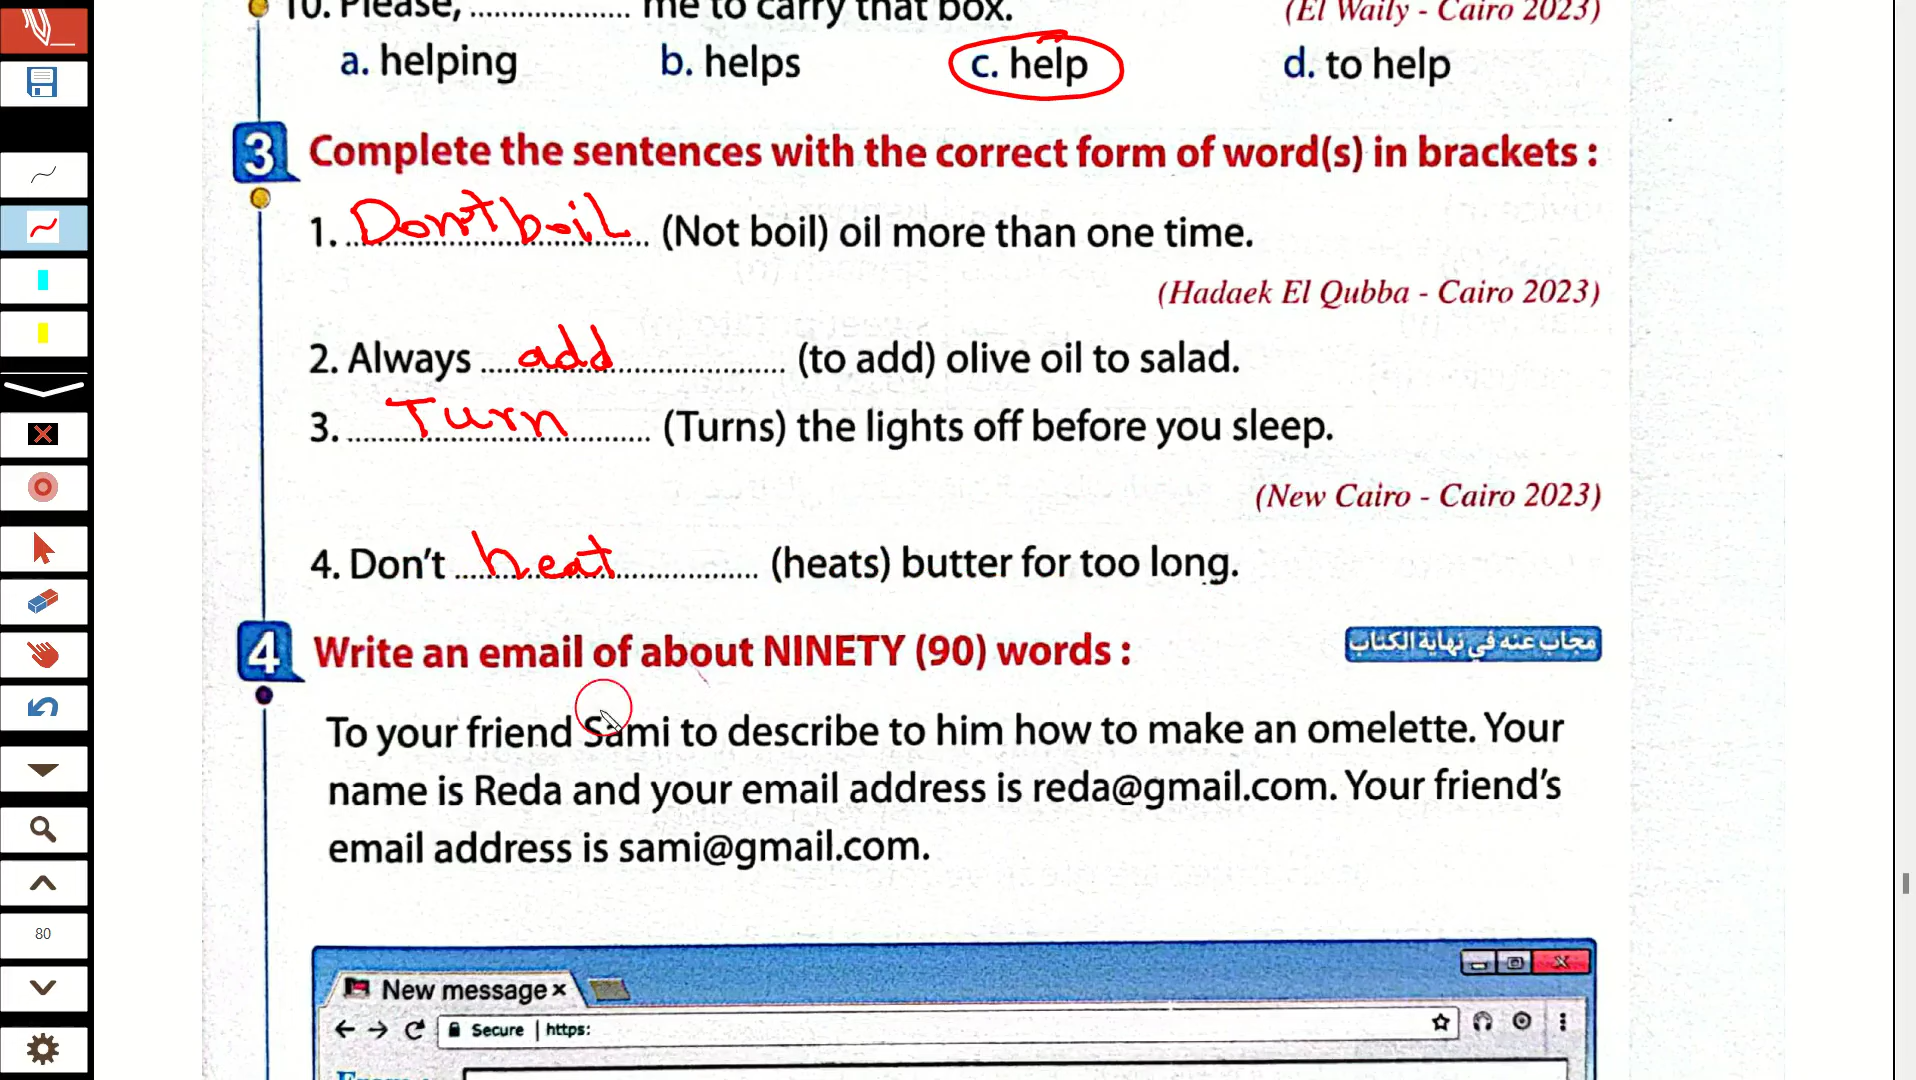 10. Please, .................... me to carry that box. (El Waily - Cairo 2023)
a. helping b. helps c. help d. to help
3 Complete the sentences with the correct form of word(s) in brackets :
1. Don't boil (Not boil) oil more than one time.
(Hadaek El Qubba - Cairo 2023)
2. Always add (to add) olive oil to salad.
3. Turn (Turns) the lights off before you sleep.
(New Cairo - Cairo 2023)
4. Don't heat (heats) butter for too long.
4 Write an email of about NINETY (90) words : مجاب عنه في نهاية الكتاب
To your friend Sami to describe to him how to make an omelette. Your
name is Reda and your email address is reda@gmail.com. Your friend's
email address is sami@gmail.com.
80
New message ×
Secure | https: